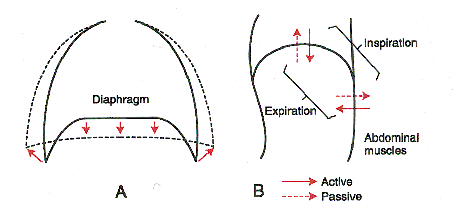 Diaphragm
A
Inspiration
Expiration
Abdominal
muscles
B
Active
Passive